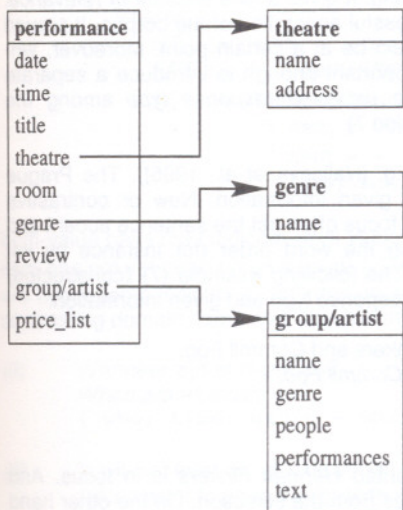 performance
date
time
title
theatre
room
genre
review
group/artist
price_list
theatre
name
address
genre
name
group/artist
name
genre
people
performances
text